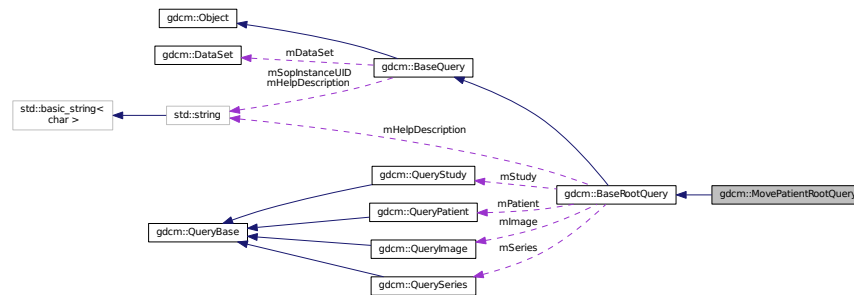 gdcm::Object
gdcm::DataSet
mDataSet
gdcm::BaseQuery
mSopInstanceUID
mHelpDescription
std::basic_string<
char >
std::string
mHelpDescription
gdcm::QueryStudy
mStudy
gdcm::BaseRootQuery
gdcm::MovePatientRootQuery
gdcm::QueryPatient
mPatient
mImage
gdcm::QueryBase
gdcm::QueryImage
mSeries
gdcm::QuerySeries